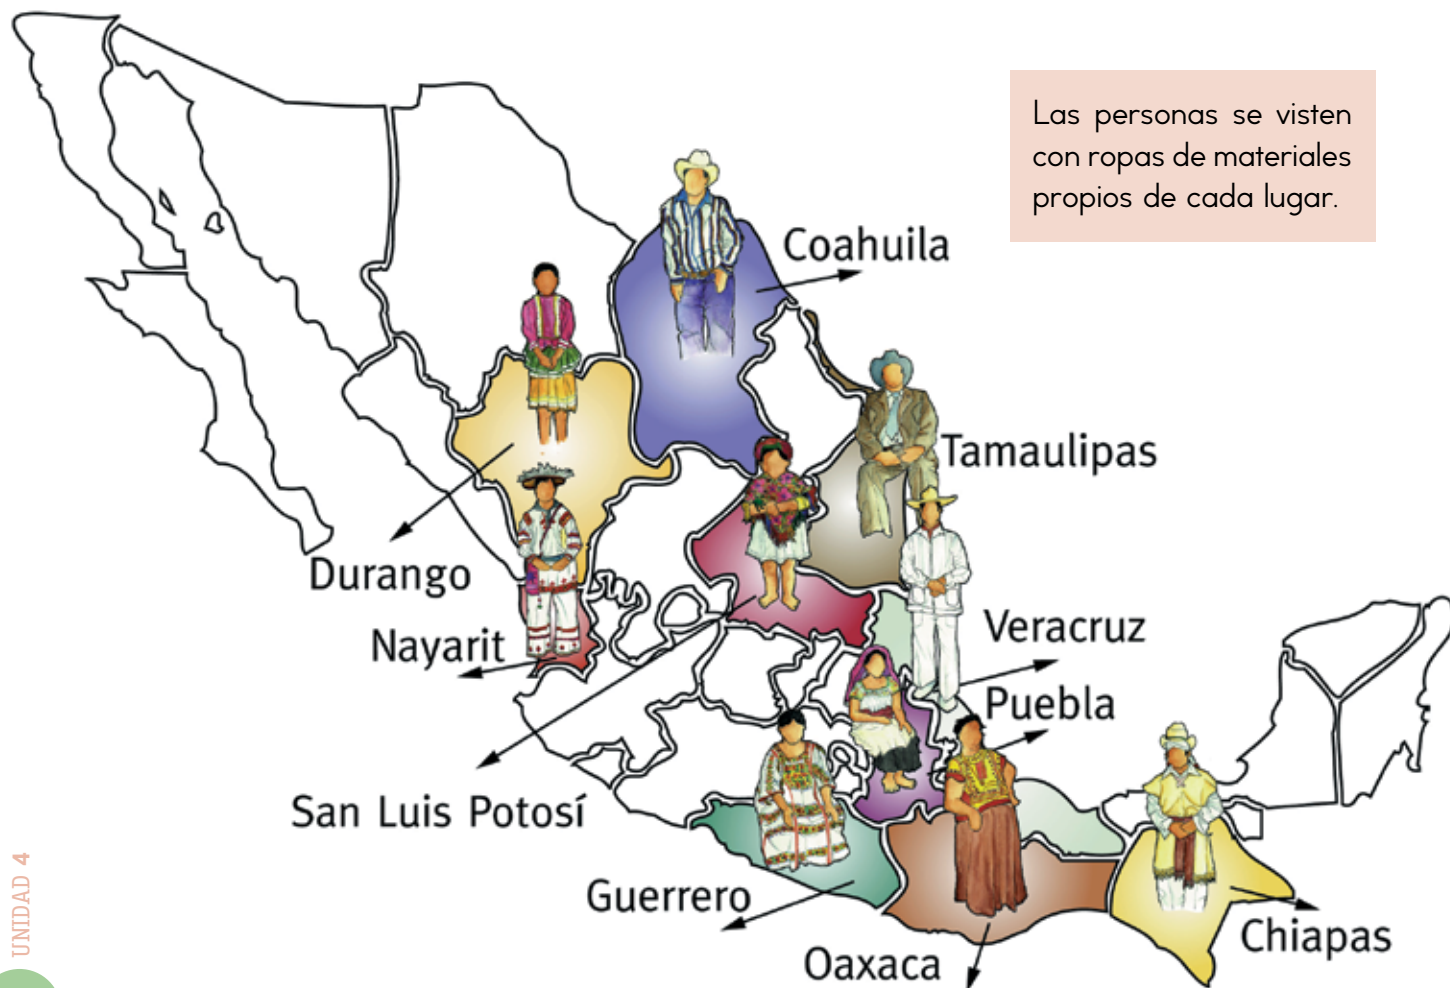 Las personas se visten
con ropas de materiales
propios de cada lugar.
Coahuila
Tamaulipas
Durango
Nayarit
Veracruz
Puebla
San Luis Potosí
Guerrero
Chiapas
Oaxaca
UNIDAD 4